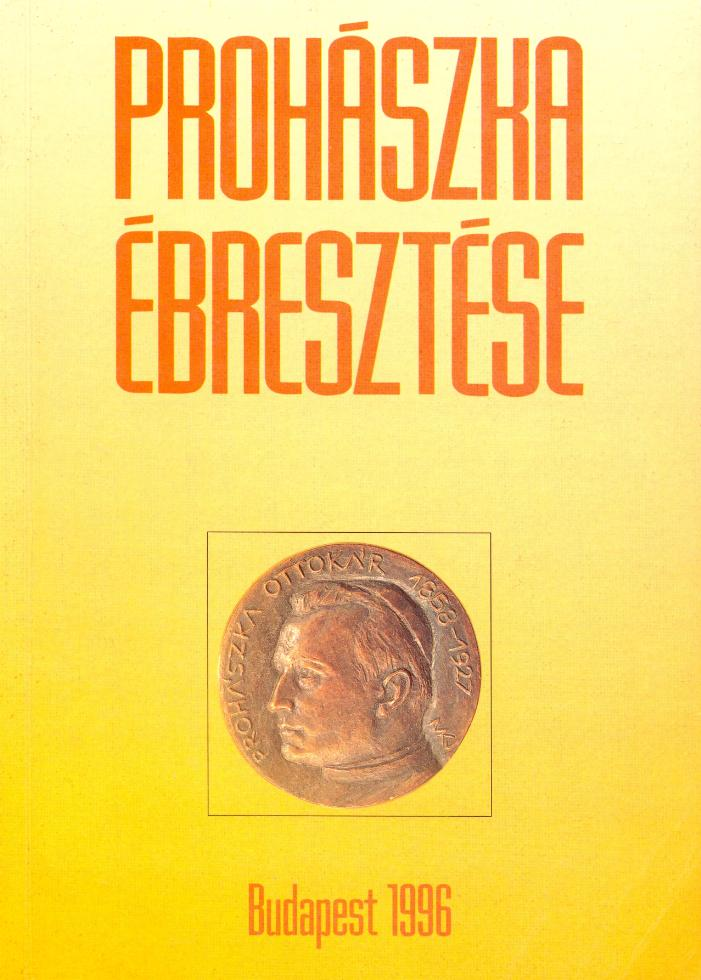 PROHÁSZKA
ÉBRESZTÉSE
PROHÁSZKA OTTOKÁR 1858-1927
Budapest 1996